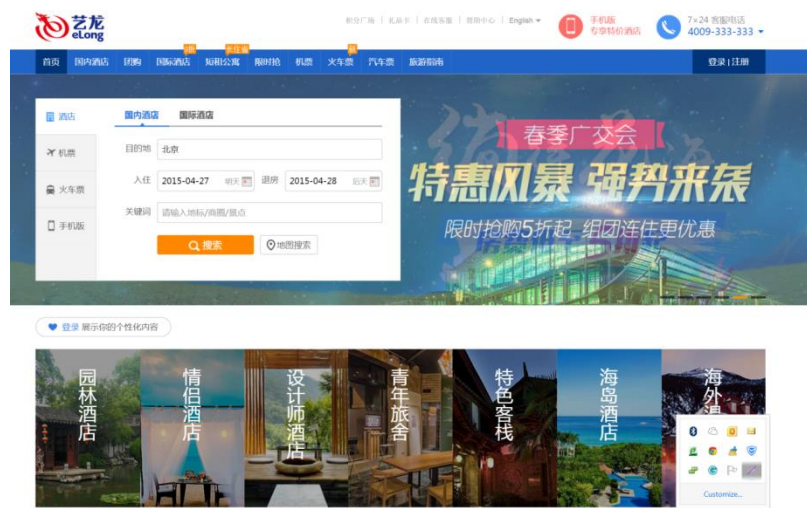 艺龙
eLong
积分广场 | 礼品卡 | 在线客服 | 帮助中心 | English
手机版
专享特价酒店
7×24 客服电话
4009-333-333
首页 国内酒店 团购 国际酒店 短租公寓 限时抢 机票 火车票 汽车票 旅游指南
登录 | 注册
酒店
机票
火车票
手机版
国内酒店 国际酒店
目的地 北京
入住 2015-04-27 明天 退房 2015-04-28 后天
关键词 请输入地标/商圈/景点
搜索 地图搜索
春季广交会
特惠风暴 强势来袭
限时抢购5折起 组团连住更优惠
登录 展示你的个性化内容
园林酒店
情侣酒店
设计师酒店
青年旅舍
特色客栈
海岛酒店
海外温
Customize...